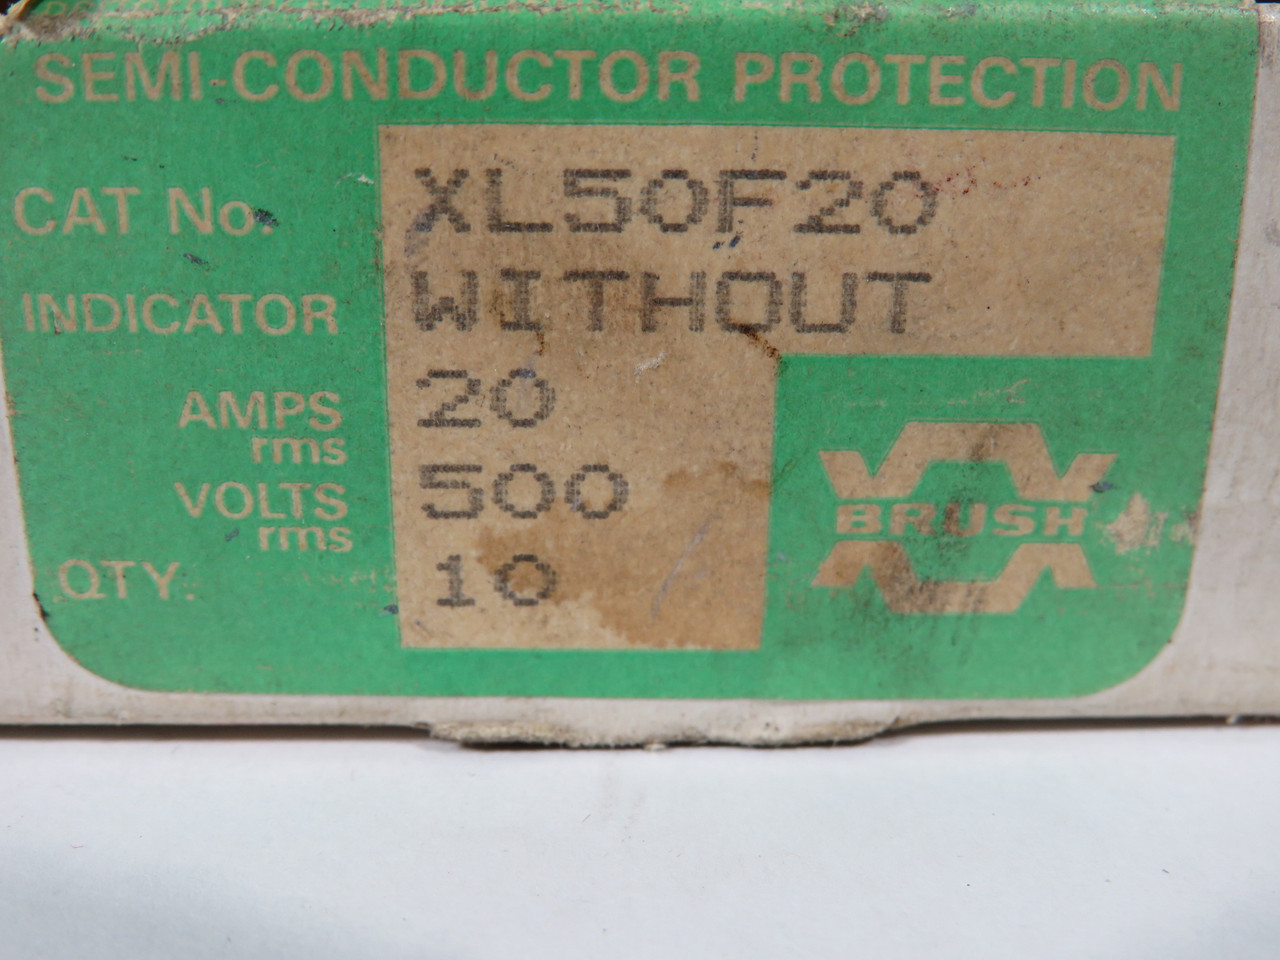 SEMI-CONDUCTOR PROTECTION
CAT No. XL50F20
INDICATOR WITHOUT
AMPS rms 20
VOLTS rms 500
QTY. 10
BRUSH